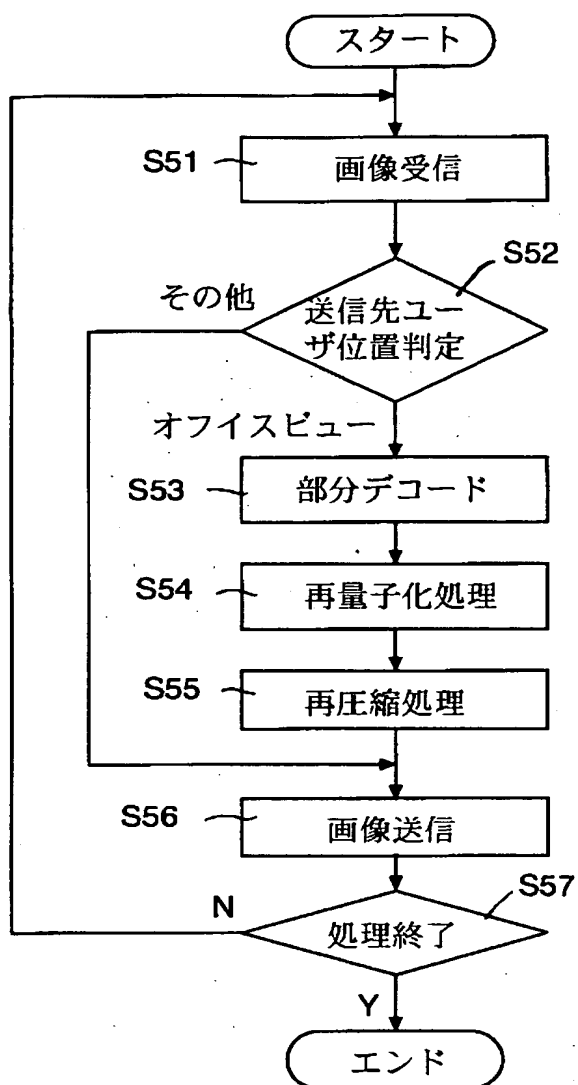 スタート
S51
画像受信
S52
その他
送信先ユー
ザ位置判定
オフイスビュー
S53
部分デコード
S54
再量子化処理
S55
再圧縮処理
S56
画像送信
S57
N
処理終了
Y
エンド